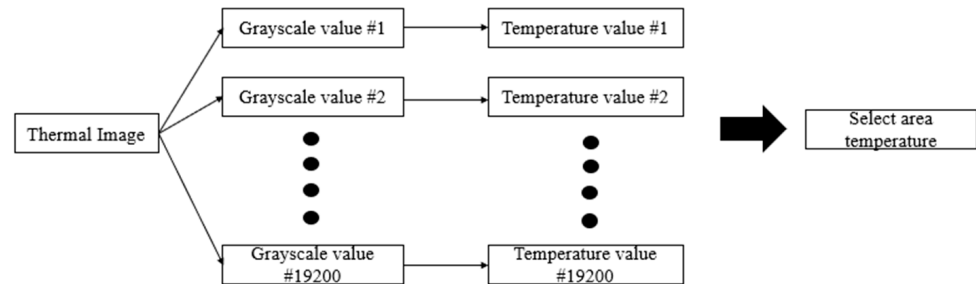 Grayscale value #1
Temperature value #1
Grayscale value #2
Temperature value #2
Thermal Image
Select area
temperature
Grayscale value
#19200
Temperature value
#19200